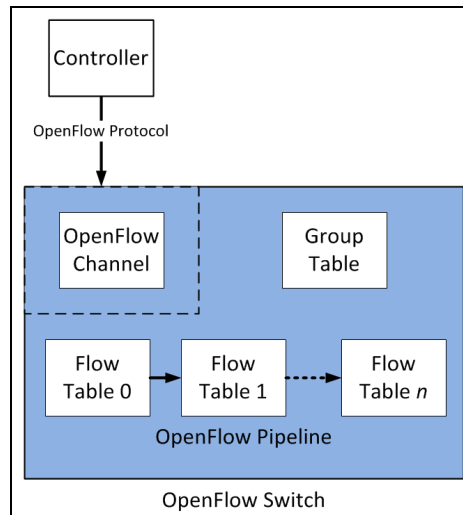 Controller
OpenFlow Protocol
OpenFlow
Channel
Group
Table
Flow
Table 0
Flow
Table 1
Flow
Table n
OpenFlow Pipeline
OpenFlow Switch